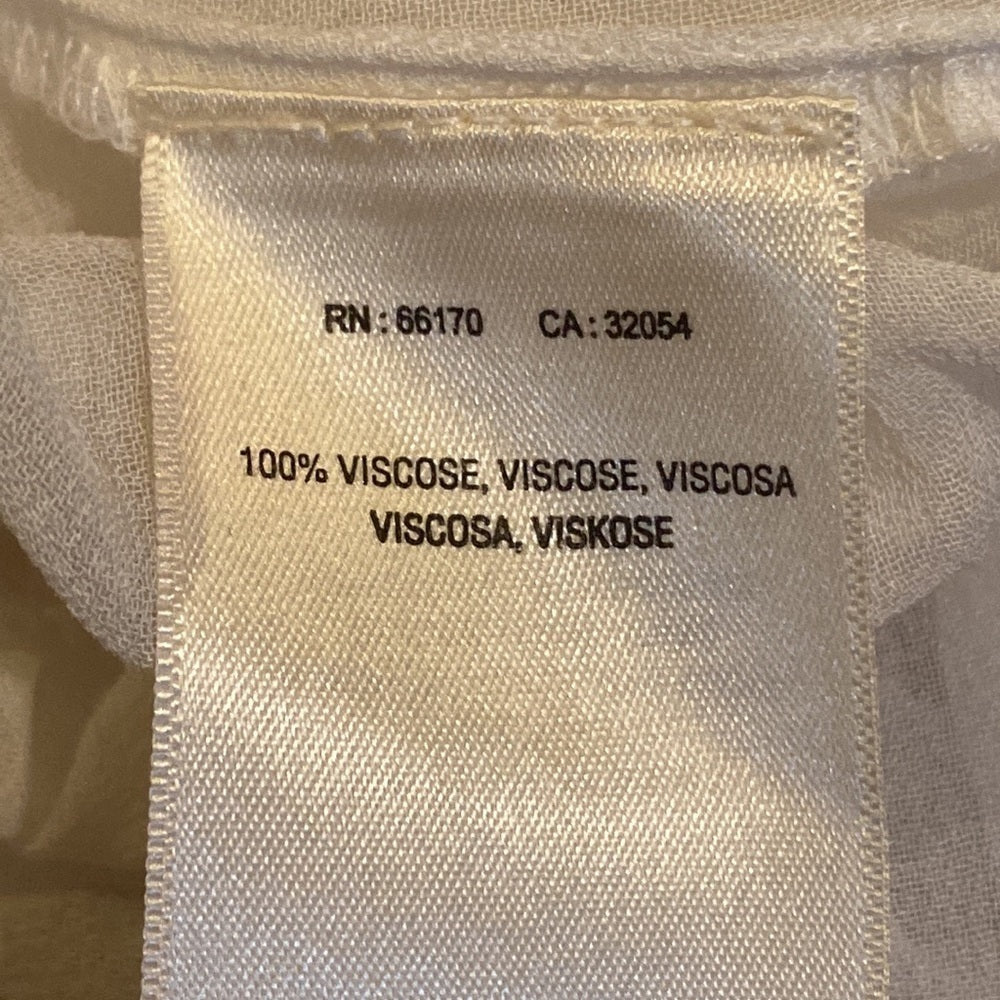 RN : 66170 CA : 32054
100% VISCOSE, VISCOSE, VISCOSA
VISCOSA, VISKOSE